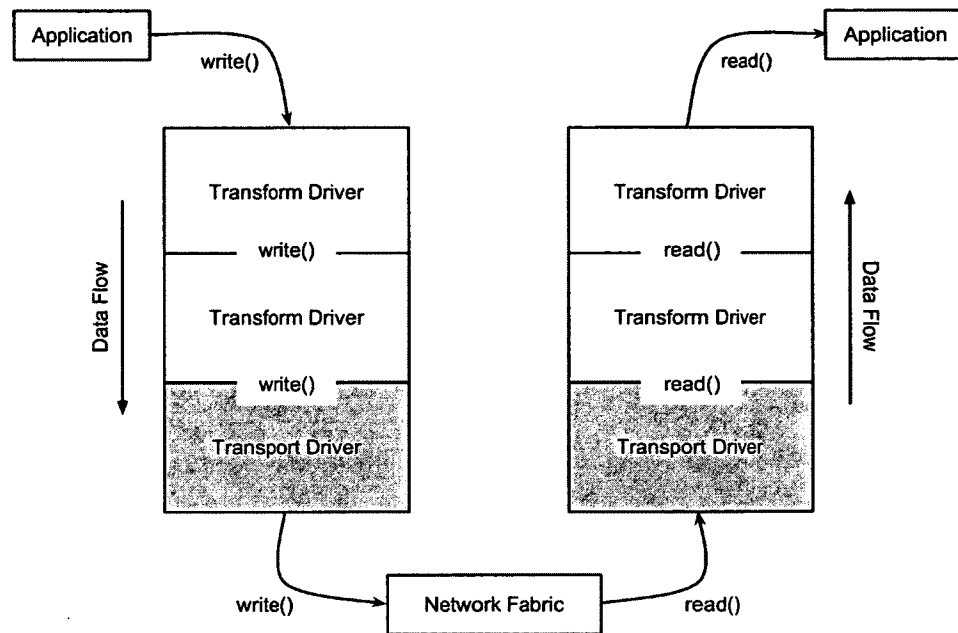 Application
Application
write()
read()
Transform Driver
Transform Driver
write()
read()
Data Flow
Data Flow
Transform Driver
Transform Driver
write()
read()
Transport Driver
Transport Driver
write()
Network Fabric
read()